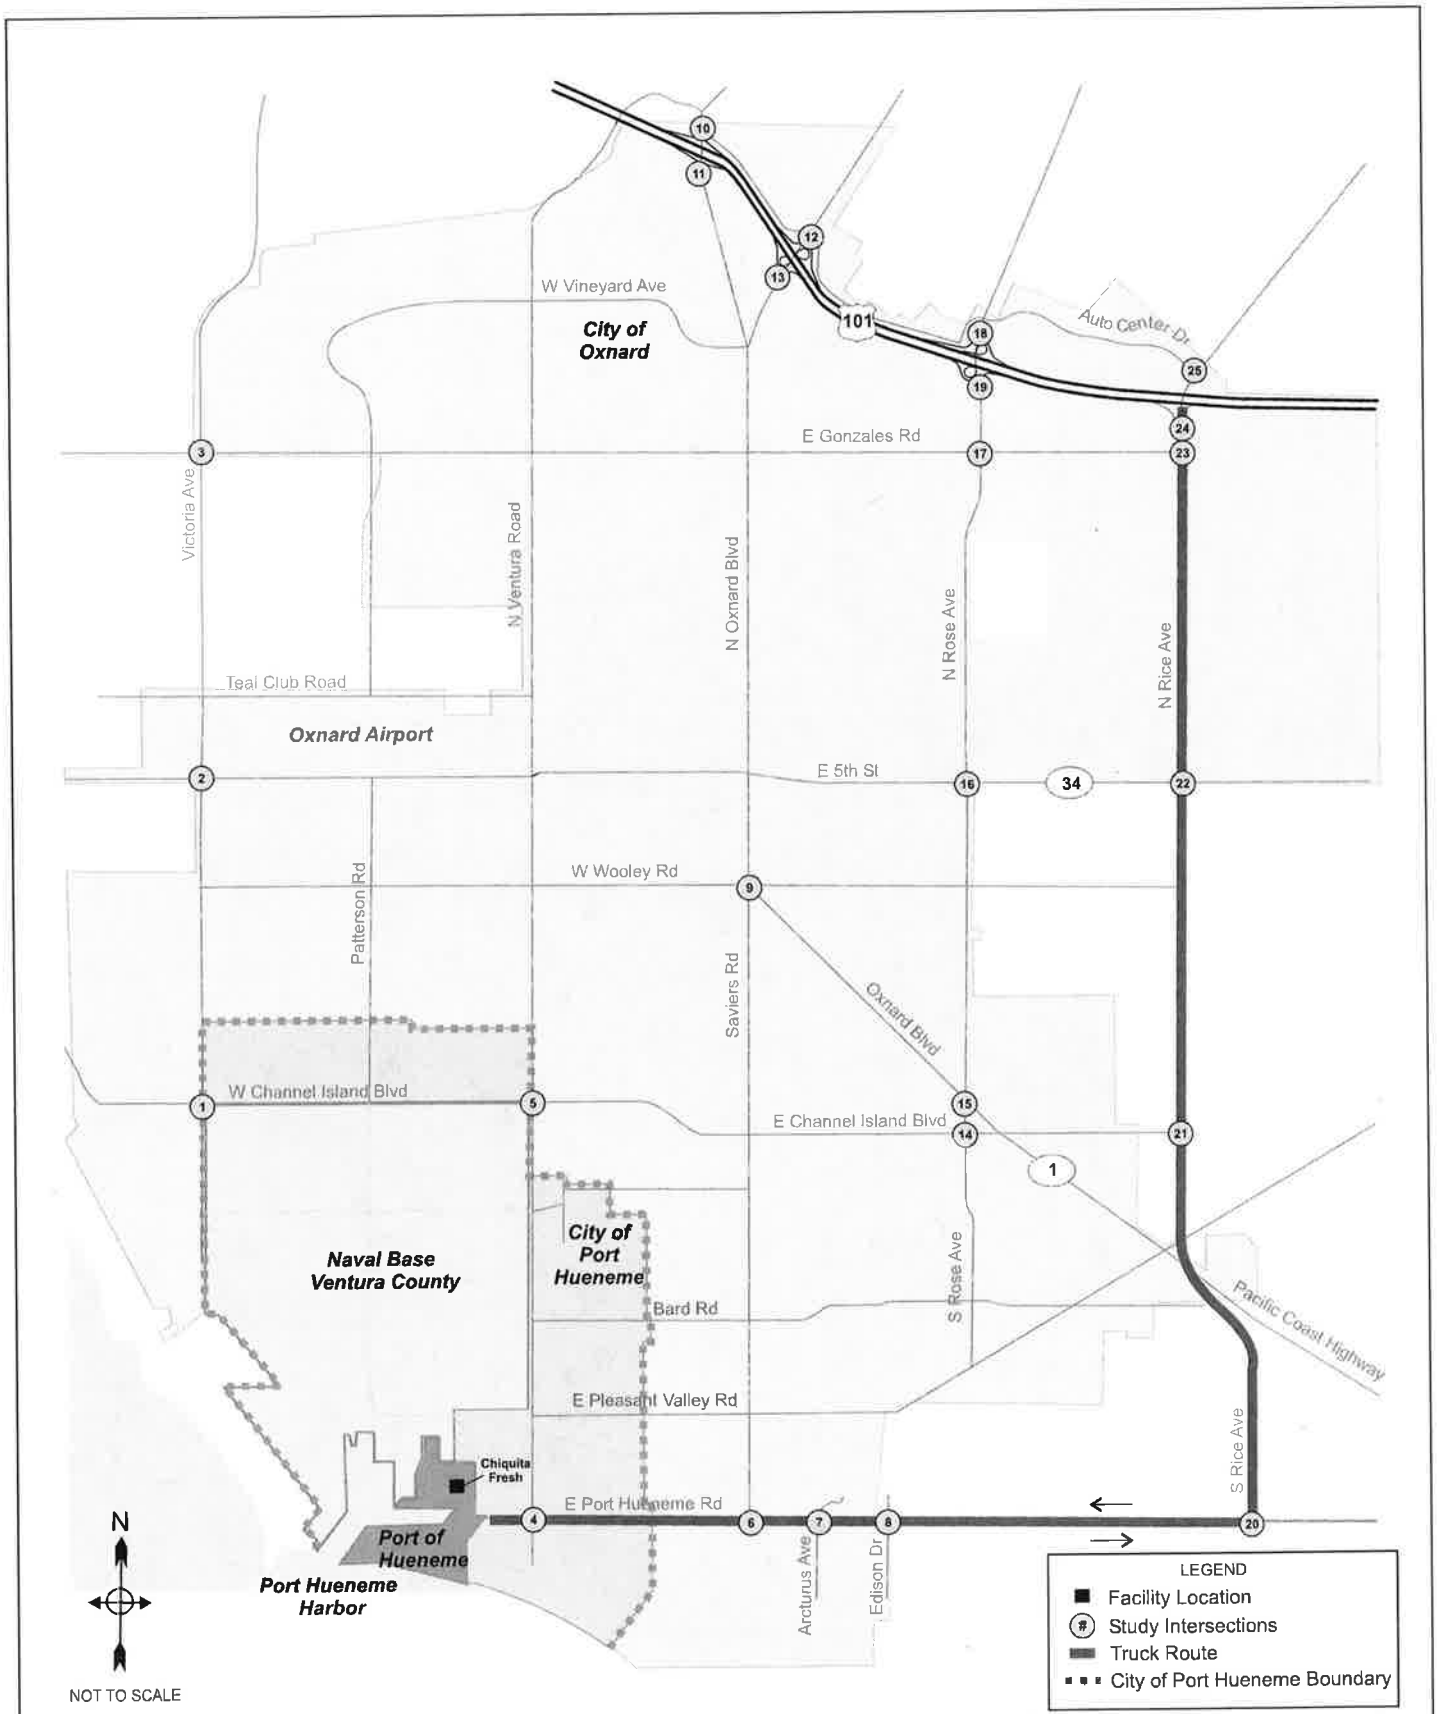 10
11
12
13
W Vineyard Ave
City of
Oxnard
101
18
Auto Center Dr
19
25
24
E Gonzales Rd
3
17
23
Victoria Ave
N Ventura Road
N Oxnard Blvd
N Rose Ave
N Rice Ave
Teal Club Road
Oxnard Airport
2
E 5th St
16
34
22
W Wooley Rd
9
Patterson Rd
Saviers Rd
Oxnard Blvd
W Channel Island Blvd
1
5
15
E Channel Island Blvd
14
21
1
City of
Port
Hueneme
Naval Base
Ventura County
S Rose Ave
Bard Rd
Pacific Coast Highway
E Pleasant Valley Rd
S Rice Ave
Chiquita
Fresh
E Port Hueneme Rd
4
6
7
8
20
Port of
Hueneme
Arcturus Ave
Edison Dr
Port Hueneme
Harbor
N
NOT TO SCALE
LEGEND
Facility Location
# Study Intersections
Truck Route
City of Port Hueneme Boundary